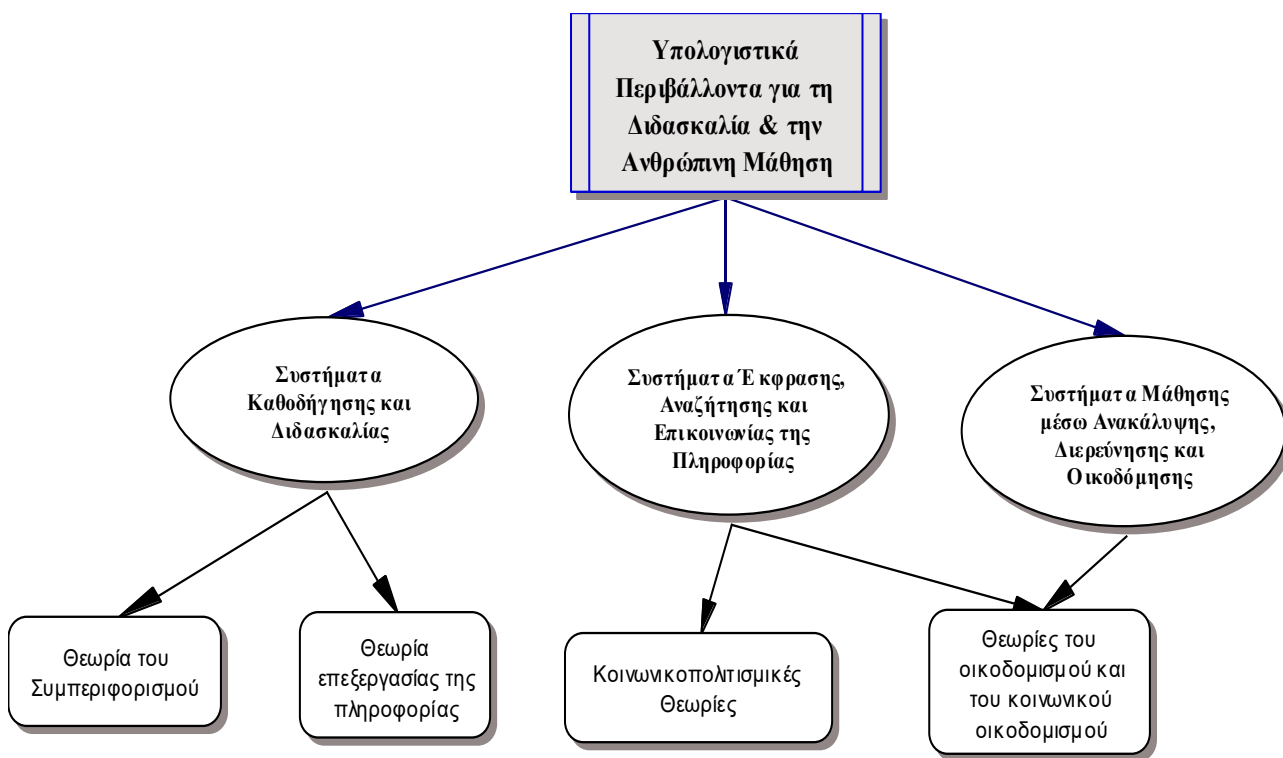 Υπολογιστικά
Περιβάλλοντα για τη
Διδασκαλία & την
Ανθρώπινη Μάθηση
Συστήματα
Καθοδήγησης και
Διδασκαλίας
Συστήματα Έκφρασης,
Αναζήτησης και
Επικοινωνίας της
Πληροφορίας
Συστήματα Μάθησης
μέσω Ανακάλυψης,
Διερεύνησης και
Οικοδόμησης
Θεωρία του
Συμπεριφορισμού
Θεωρία
επεξεργασίας της
πληροφορίας
Κοινωνικοπολιτισμικές
Θεωρίες
Θεωρίες του
οικοδομισμού και
του κοινωνικού
οικοδομισμού